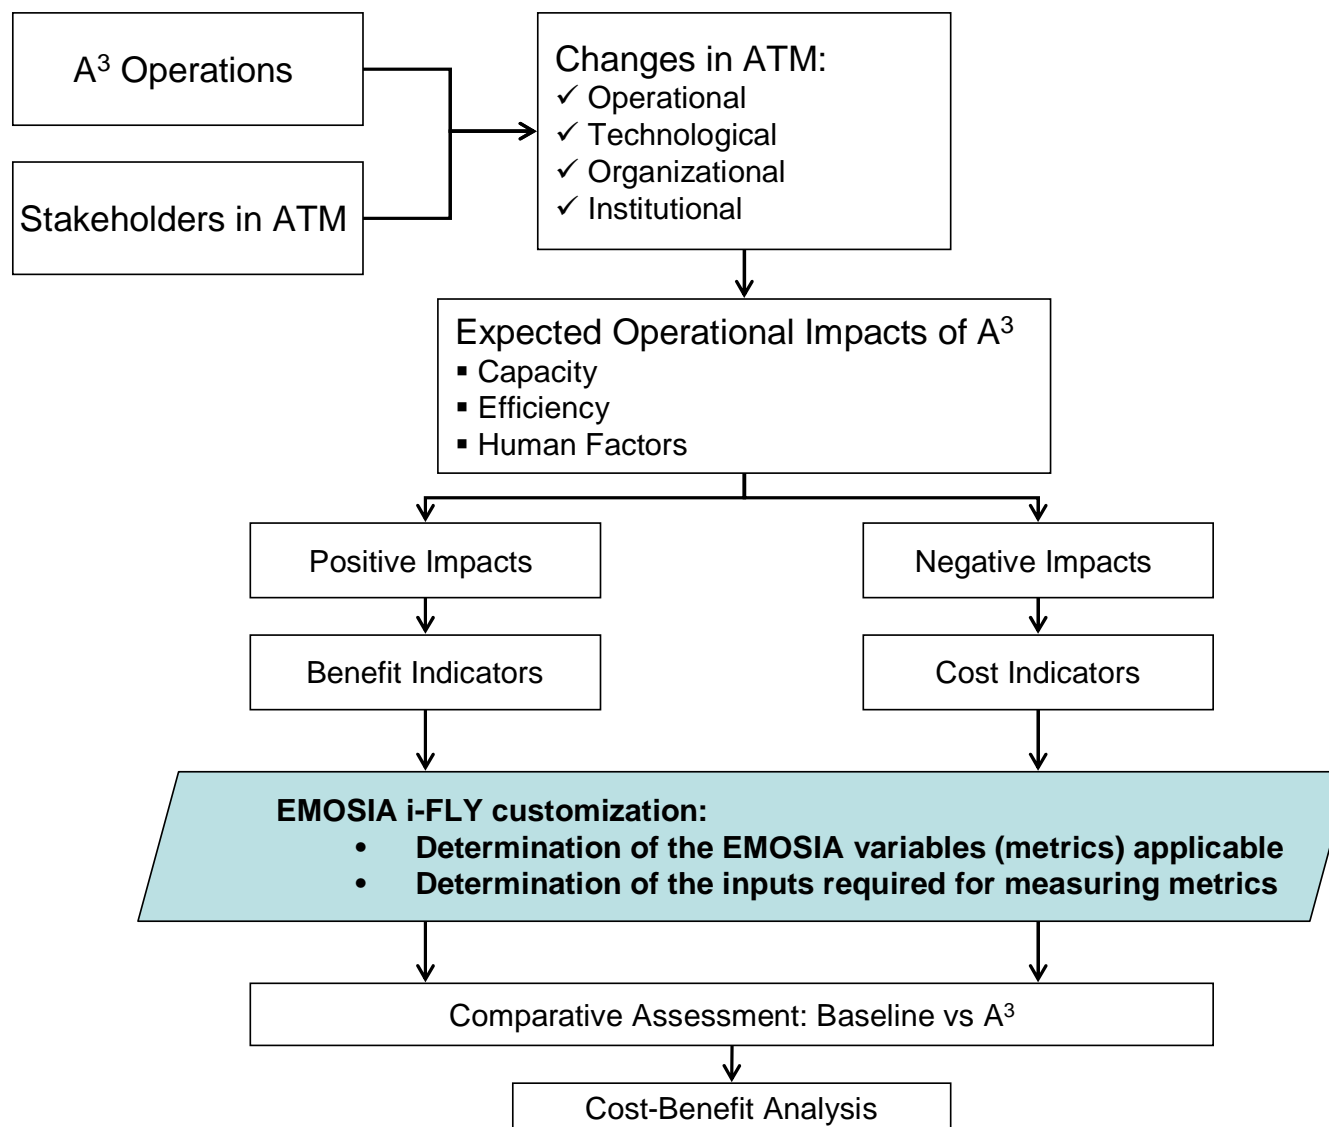 A³ Operations
Stakeholders in ATM
Changes in ATM:
✓ Operational
✓ Technological
✓ Organizational
✓ Institutional
Expected Operational Impacts of A³
▪ Capacity
▪ Efficiency
▪ Human Factors
Positive Impacts
Negative Impacts
Benefit Indicators
Cost Indicators
EMOSIA i-FLY customization:
• Determination of the EMOSIA variables (metrics) applicable
• Determination of the inputs required for measuring metrics
Comparative Assessment: Baseline vs A³
Cost-Benefit Analysis